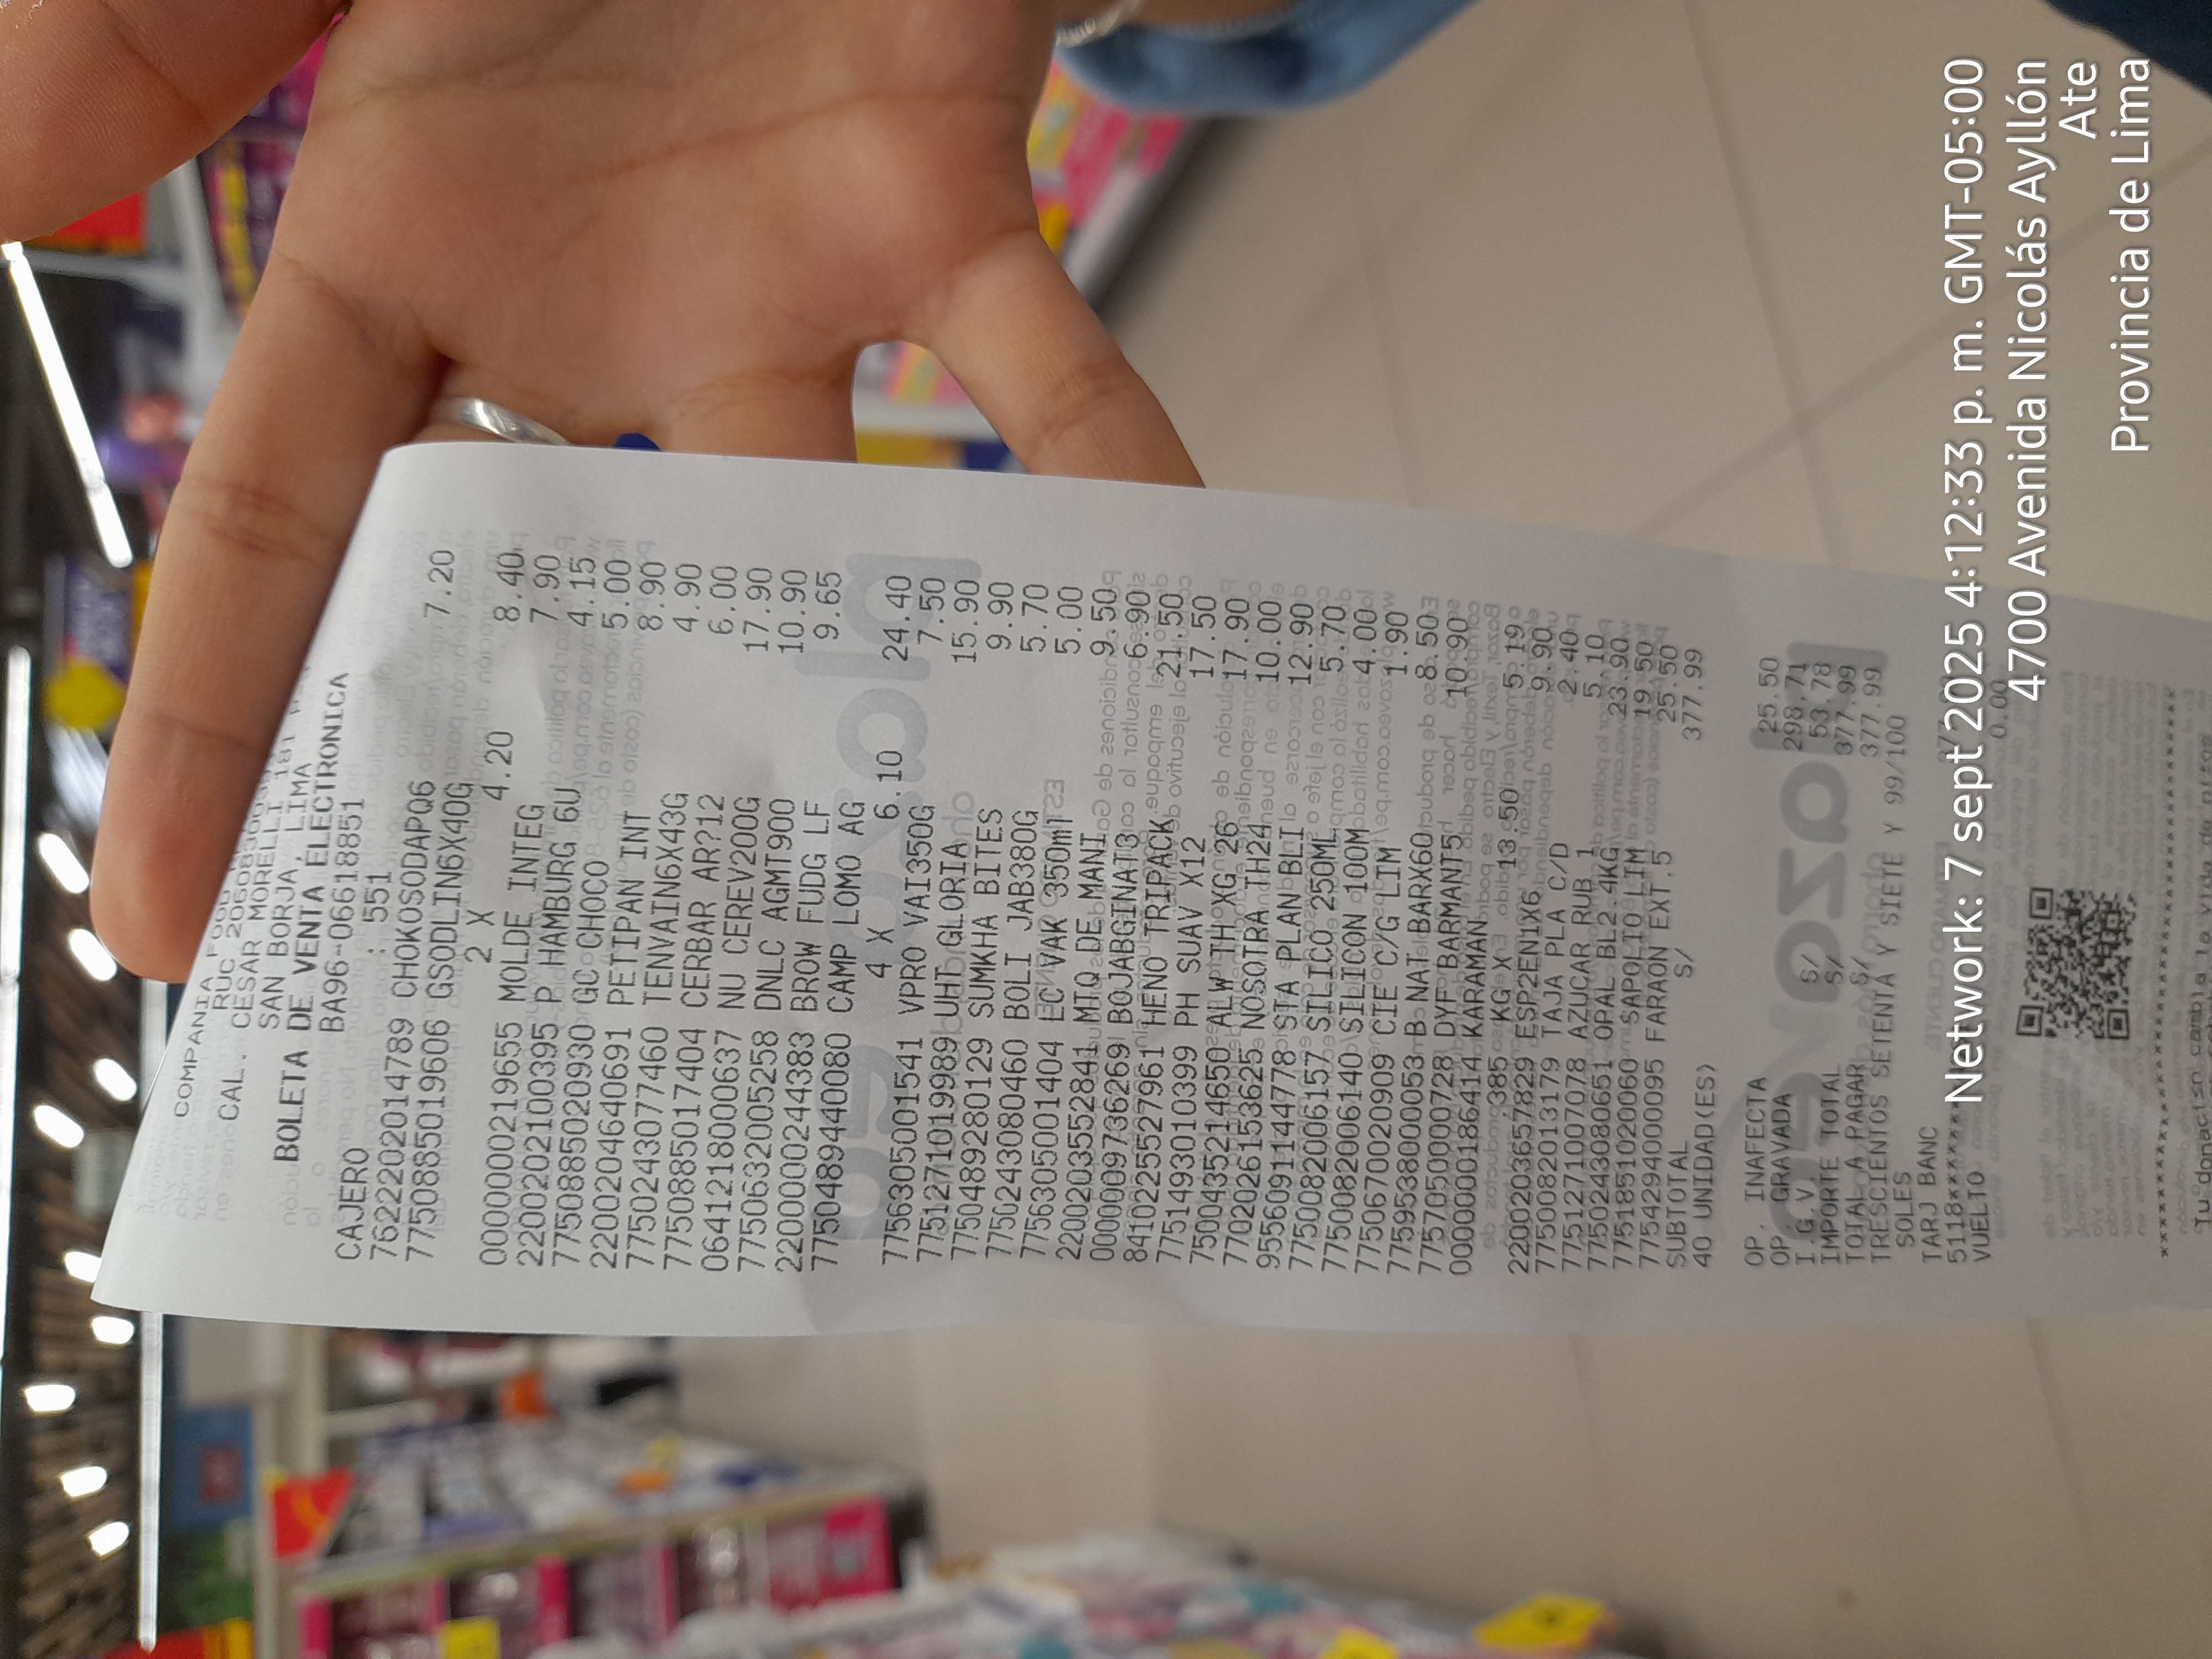 COMPANIA FOOD
RUC 20608300393
CAL. CESAR MORELLI 181
SAN BORJA, LIMA
BOLETA DE VENTA ELECTRONICA
BA96-06618851
CAJERO : 551
7622202014789 CHOKOSODAPQ6 7.20
7750885019606 GSODLIN6X40G
2 X 4.20 8.40
0000000219655 MOLDE INTEG 7.90
2200202100395 P HAMBURG 6U 4.15
7750885020930 GC CHOCO 5.00
2200204640691 PETIPAN INT 8.90
7750243077460 TENVAIN6X43G 4.90
7750885017404 CERBAR AR?12 6.00
0641218000637 NU CEREV200G 17.90
7750632005258 DNLC AGMT900 10.90
2200000244383 BROW FUDG LF 9.65
7750489440080 CAMP LOMO AG
4 X 6.10 24.40
7756305001541 VPRO VAI350G 7.50
7751271019989 UHT GLORIA 15.90
7750489280129 SUMKHA BITES 9.90
7750243080460 BOLI JAB380G 5.70
7756305001404 LC VAK 350ml 5.00
2200203552841 MTQ DE MANI 9.50
0000009736269 BOJABGINAT3 6.90
8410225527961 HENO TRIPACK 21.50
7751493010399 PH SUAV X12 17.50
7500435214650 ALW TH XG 26 17.90
7702026153625 NOSOTRA TH24 10.00
9556091144778 STA PLAN BLI 12.90
7750082006157 SILICO 250ML 5.70
7750082006140 SILICON 100M 4.00
7750670020909 CIE C/G LIM 1.90
7759538000053 B NAT BARX60 8.50
7757050000728 DYF BARMANT5 10.90
0000000186414 KARAMAN
.385 KG X 13.50 5.19
2200203657829 ESP2EN1X6 9.90
7750082013179 TAJA PLA C/D 2.40
7751271007078 AZUCAR RUB 1 5.10
7750243080651 OPAL BL2.4KG 23.90
7751851020060 SAPOLIO LIM 19.50
7754294000095 FARAON EXT.5 25.50
SUBTOTAL S/ 377.99
40 UNIDAD(ES)
OP. INAFECTA 25.50
OP. GRAVADA 298.71
I.G.V. S/ 53.78
IMPORTE TOTAL S/ 377.99
TOTAL A PAGAR S/ 377.99
TRESCIENTOS SETENTA Y SIETE Y 99/100
SOLES
TARJ BANC 377.99
5118*******
VUELTO 0.00
Tu donación cambia la vida de niños
Network: 7 sept 2025 4:12:33 p. m. GMT-05:00
4700 Avenida Nicolás Ayllón
Ate
Provincia de Lima